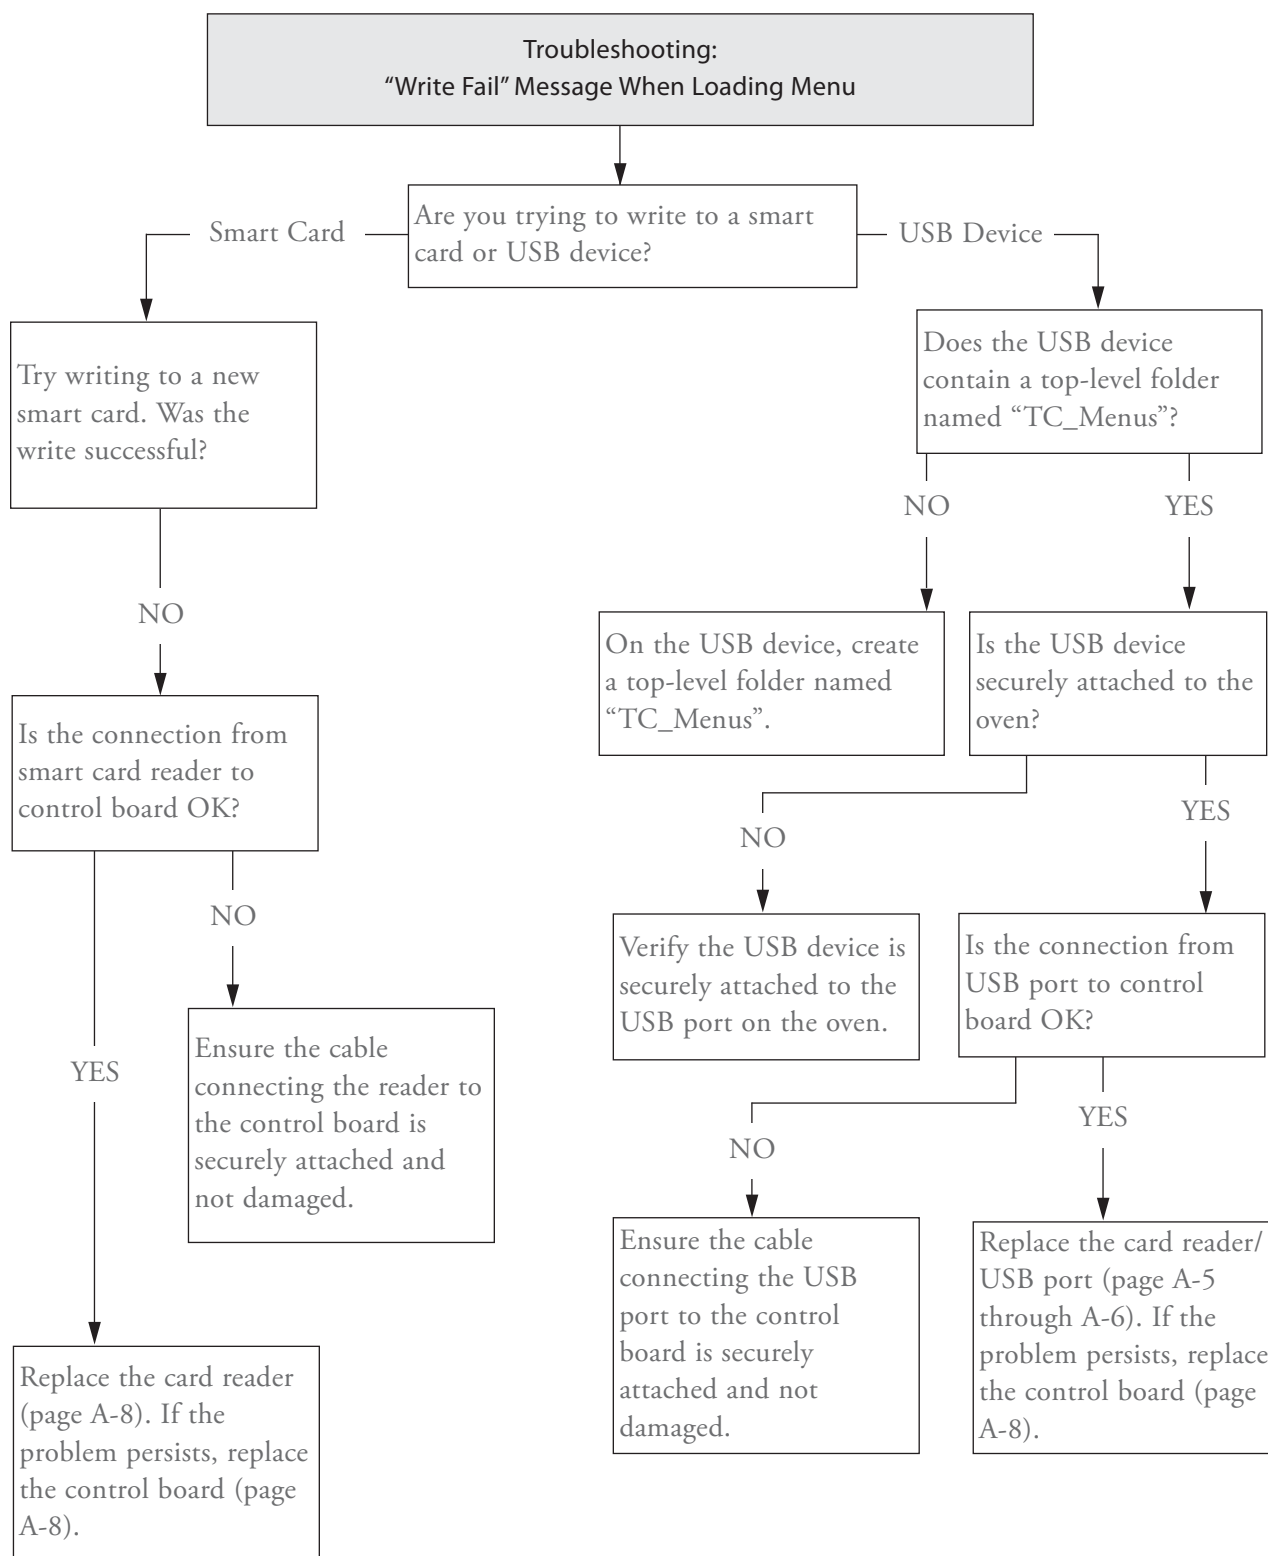 Troubleshooting:
“Write Fail” Message When Loading Menu
Are you trying to write to a smart
card or USB device?
Smart Card
USB Device
Try writing to a new
smart card. Was the
write successful?
Does the USB device
contain a top-level folder
named “TC_Menus”?
NO
YES
NO
On the USB device, create
a top-level folder named
“TC_Menus”.
Is the USB device
securely attached to the
oven?
Is the connection from
smart card reader to
control board OK?
NO
YES
NO
YES
Verify the USB device is
securely attached to the
USB port on the oven.
Is the connection from
USB port to control
board OK?
Ensure the cable
connecting the reader to
the control board is
securely attached and
not damaged.
NO
YES
Ensure the cable
connecting the USB
port to the control
board is securely
attached and not
damaged.
Replace the card reader/
USB port (page A-5
through A-6). If the
problem persists, replace
the control board (page
A-8).
Replace the card reader
(page A-8). If the
problem persists, replace
the control board (page
A-8).